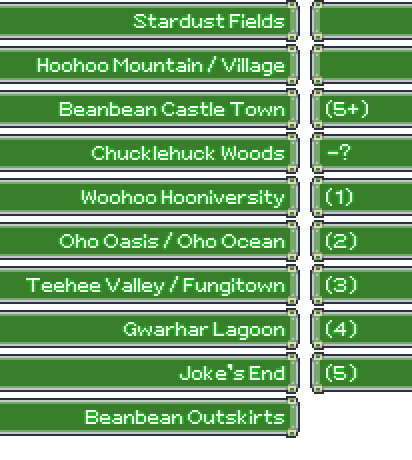 Stardust Fields
Hoohoo Mountain / Village
Beanbean Castle Town (5+)
Chucklehuck Woods -?
Woohoo Hooniversity (1)
Oho Oasis / Oho Ocean (2)
Teehee Valley / Fungitown (3)
Gwarhar Lagoon (4)
Joke's End (5)
Beanbean Outskirts